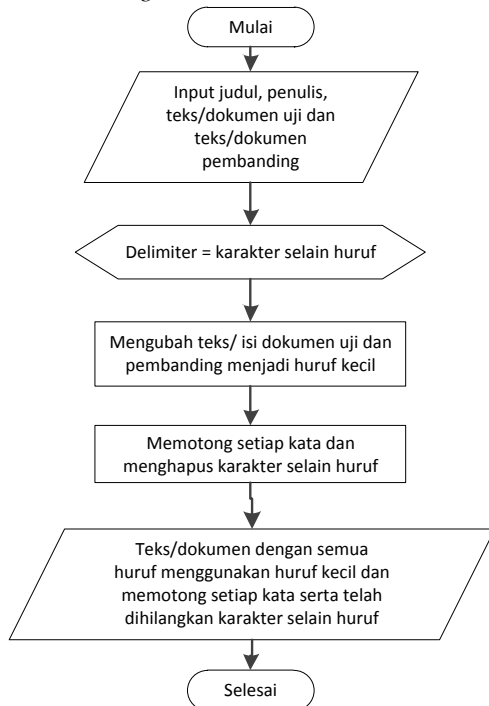 Mulai
Input judul, penulis,
teks/dokumen uji dan
teks/dokumen
pembanding
Delimiter = karakter selain huruf
Mengubah teks/ isi dokumen uji dan
pembanding menjadi huruf kecil
Memotong setiap kata dan
menghapus karakter selain huruf
Teks/dokumen dengan semua
huruf menggunakan huruf kecil dan
memotong setiap kata serta telah
dihilangkan karakter selain huruf
Selesai